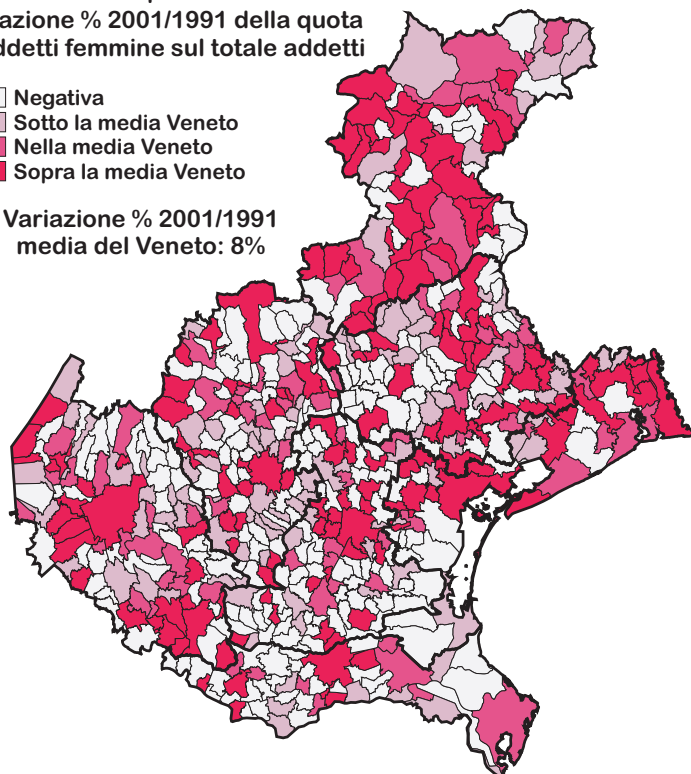 azione % 2001/1991 della quota
ddetti femmine sul totale addetti
Negativa
Sotto la media Veneto
Nella media Veneto
Sopra la media Veneto
Variazione % 2001/1991
media del Veneto: 8%